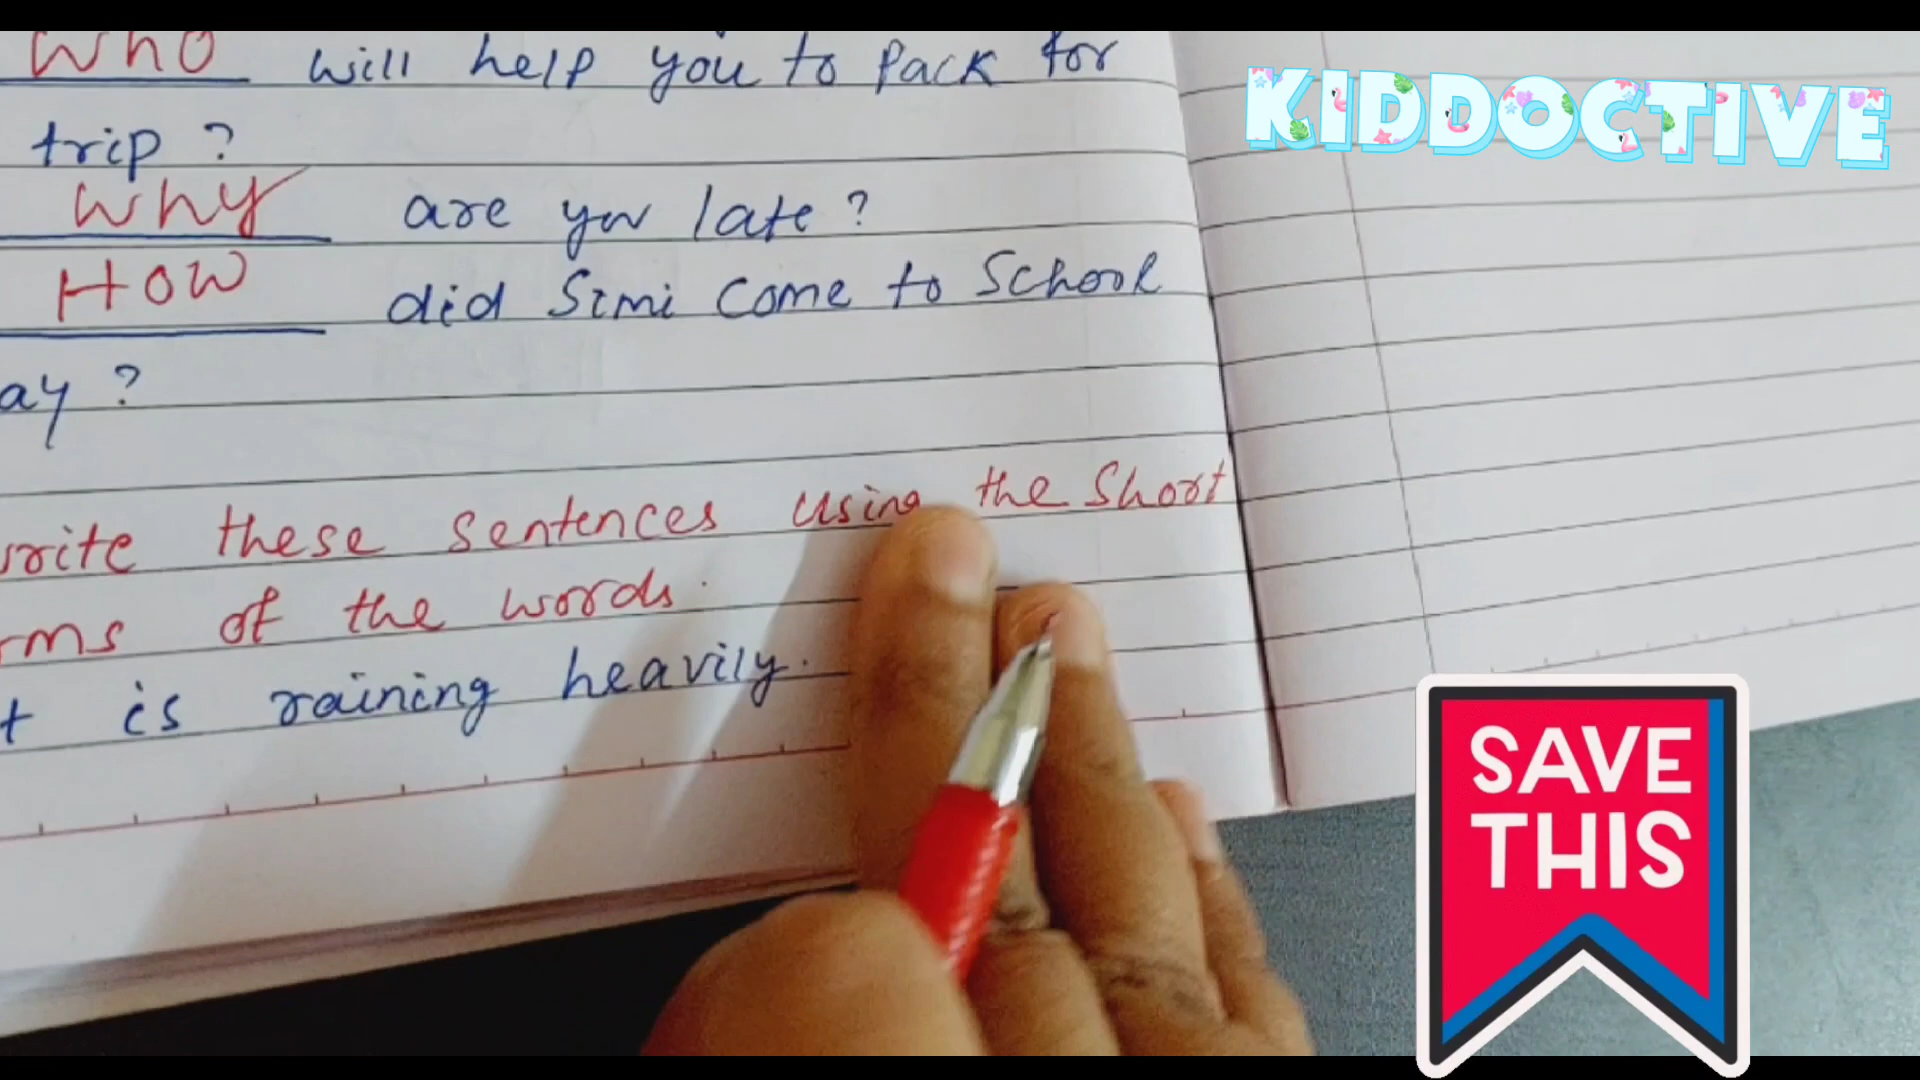 Who will help you to pack for
trip ?
Why are you late ?
How did Simi come to School
ay ?
write these sentences using the Short
rms of the words.
t is raining heavily.
KIDDOCTIVE
SAVE
THIS